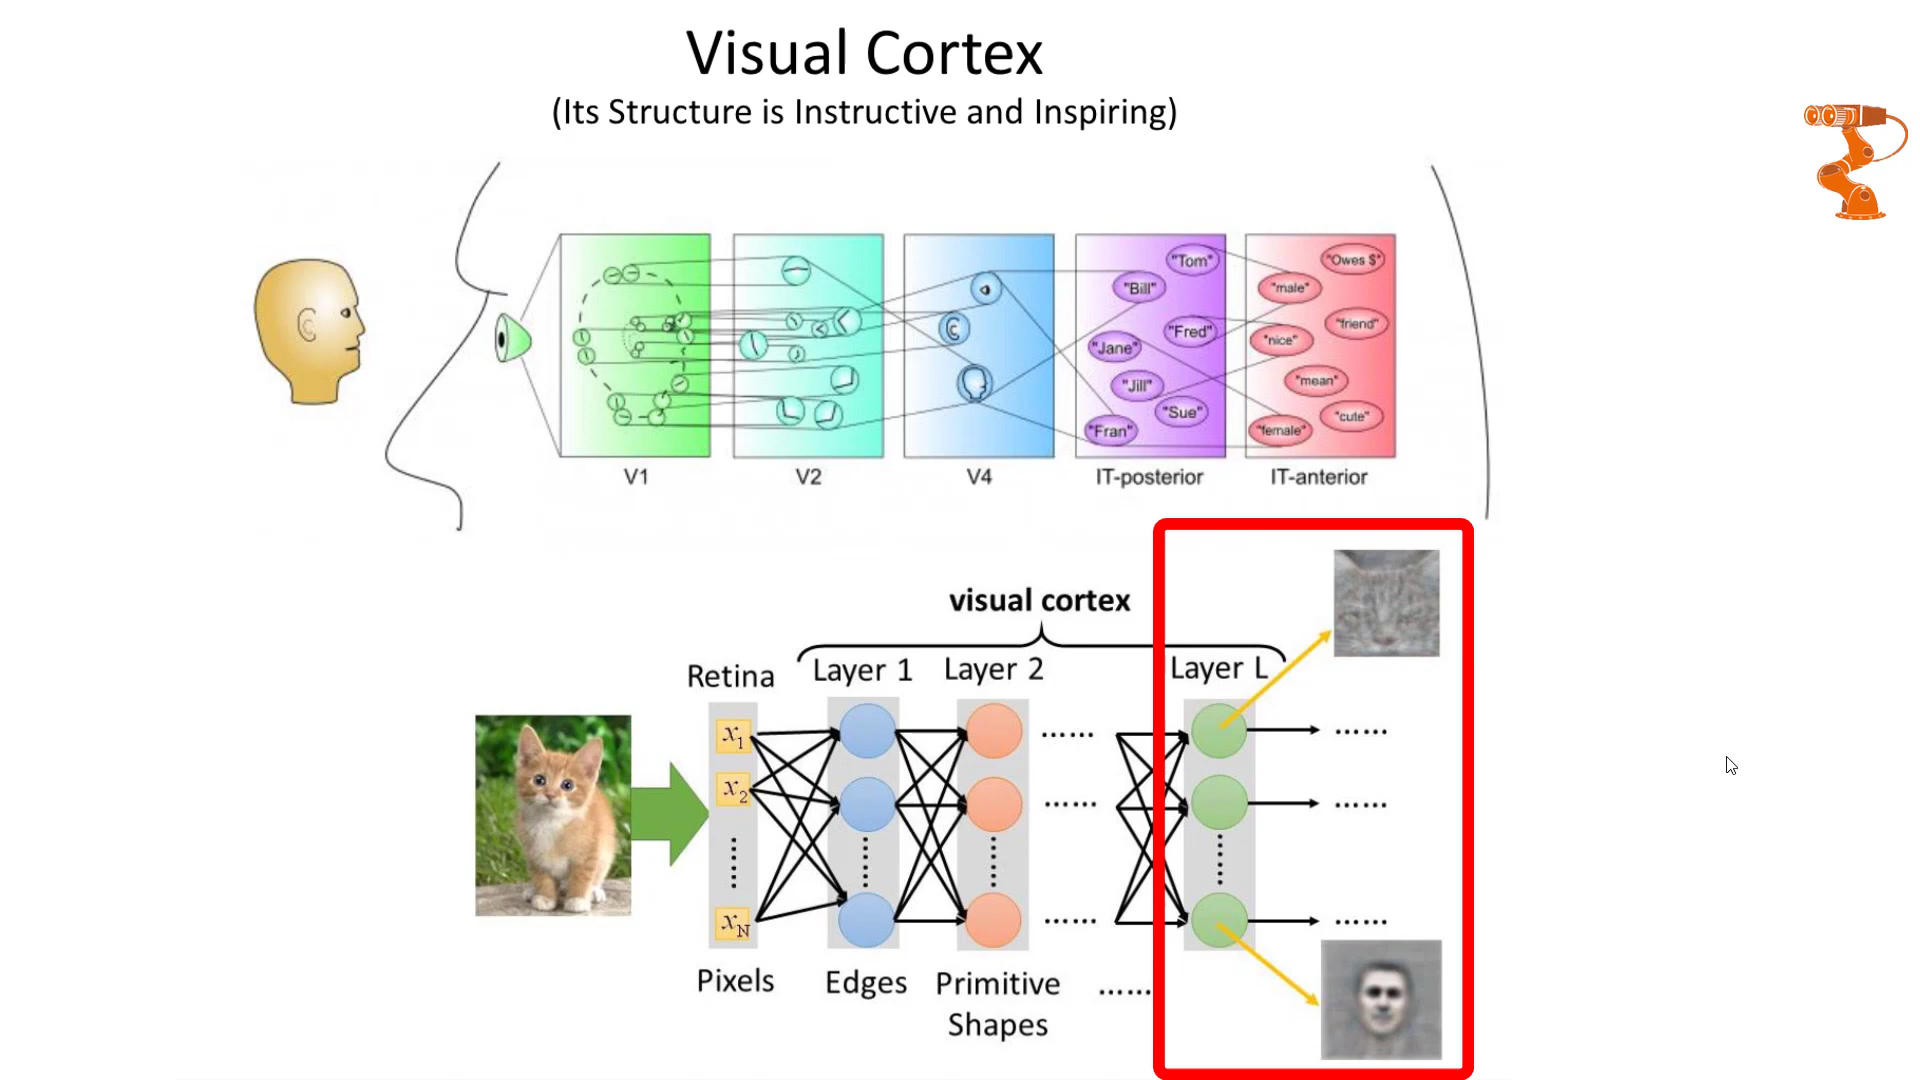 Visual Cortex
(Its Structure is Instructive and Inspiring)
"Tom"
"Bill"
"Fred"
"Jane"
"Jill"
"Sue"
"Fran"
"Owes $"
"male"
"friend"
"nice"
"mean"
"cute"
"female"
V1
V2
V4
IT-posterior
IT-anterior
visual cortex
Retina
Layer 1
Layer 2
Layer L
x1
x2
xN
......
......
......
......
......
......
Pixels
Edges
Primitive
Shapes
......